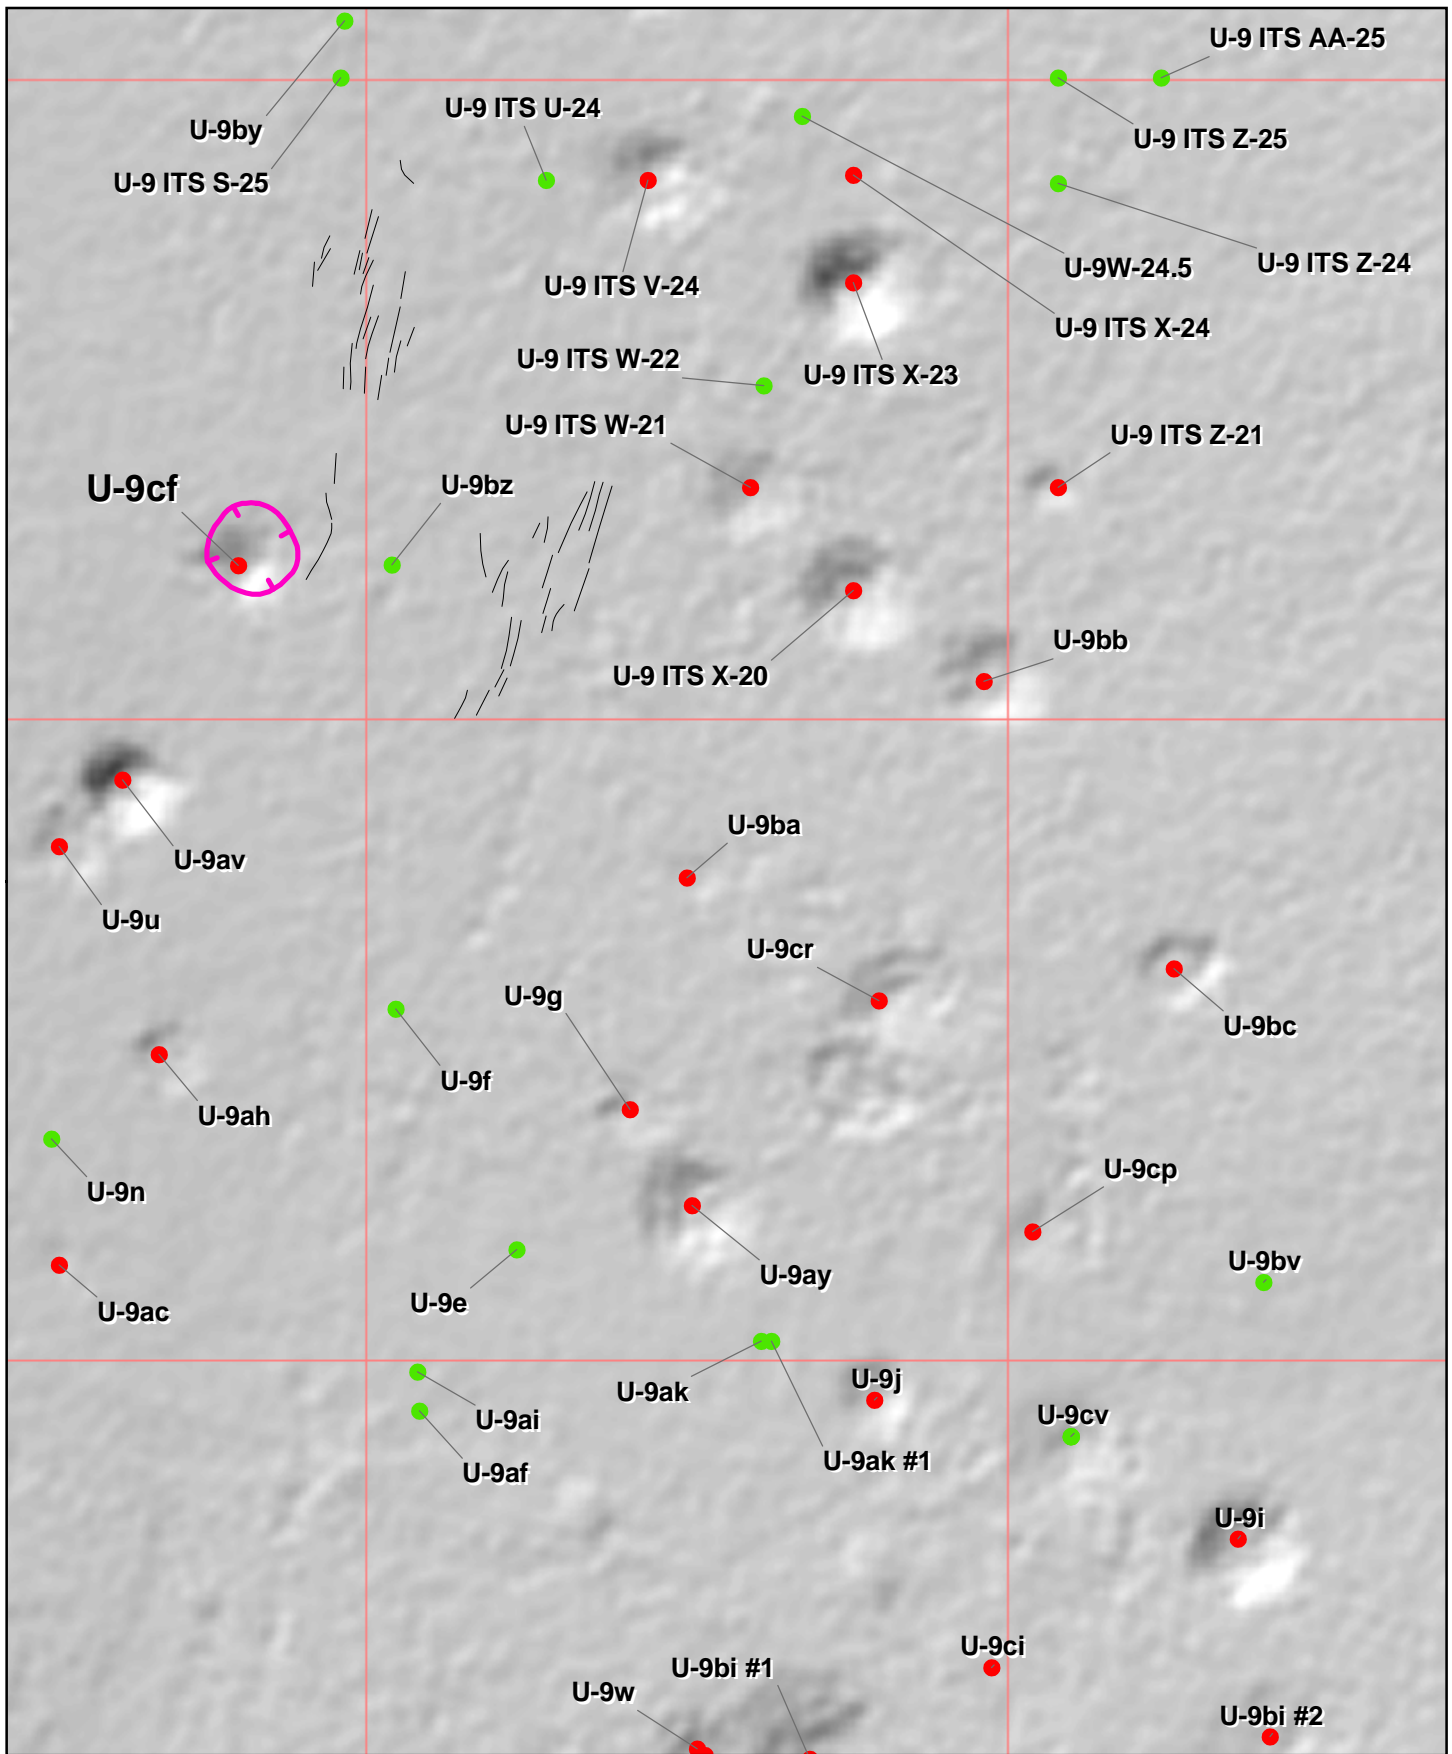 U-9 ITS AA-25
U-9 ITS U-24
U-9by
U-9 ITS Z-25
U-9 ITS S-25
U-9W-24.5
U-9 ITS Z-24
U-9 ITS V-24
U-9 ITS X-24
U-9 ITS W-22
U-9 ITS X-23
U-9 ITS W-21
U-9 ITS Z-21
U-9cf
U-9bz
U-9bb
U-9 ITS X-20
U-9ba
U-9av
U-9u
U-9cr
U-9g
U-9bc
U-9f
U-9ah
U-9cp
U-9n
U-9bv
U-9ay
U-9e
U-9ac
U-9j
U-9ak
U-9cv
U-9ai
U-9ak #1
U-9af
U-9i
U-9ci
U-9bi #1
U-9w
U-9bi #2